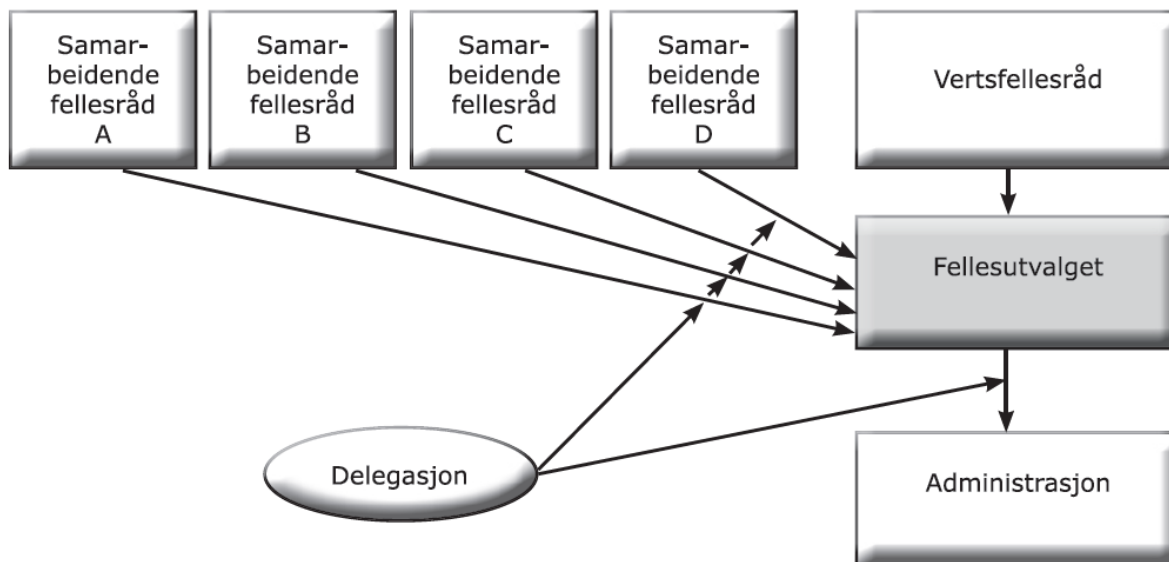 Samar-
beidende
fellesråd
A
Samar-
beidende
fellesråd
B
Samar-
beidende
fellesråd
C
Samar-
beidende
fellesråd
D
Vertsfellesråd
Fellesutvalget
Delegasjon
Administrasjon